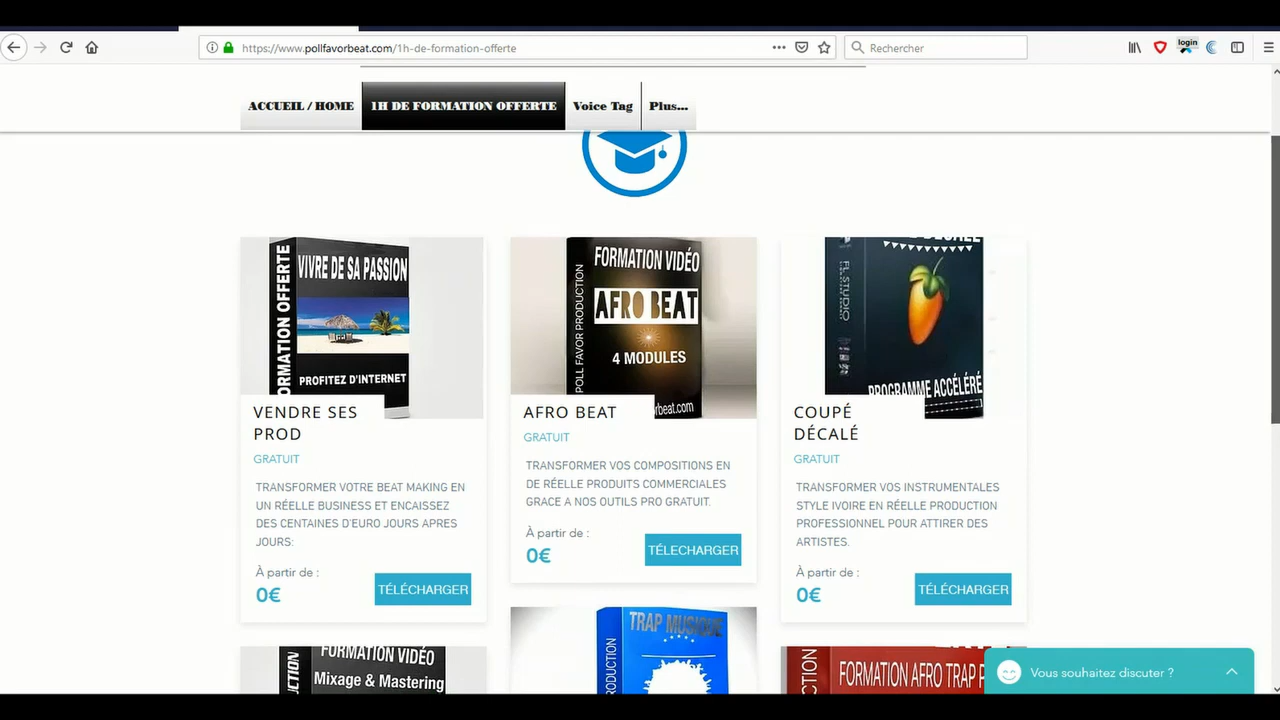 https://www.pollfavorbeat.com/1h-de-formation-offerte
Rechercher
login
ACCUEIL / HOME
1H DE FORMATION OFFERTE
Voice Tag
Plus...
FORMATION OFFERTE
VIVRE DE SA PASSION
PROFITEZ D'INTERNET
VENDRE SES
PROD
GRATUIT
TRANSFORMER VOTRE BEAT MAKING EN
UN RÉELLE BUSINESS ET ENCAISSEZ
DES CENTAINES D'EURO JOURS APRES
JOURS:
À partir de :
0€
TÉLÉCHARGER
POLL FAVOR PRODUCTION
FORMATION VIDÉO
AFRO BEAT
4 MODULES
rbeat.com
AFRO BEAT
GRATUIT
TRANSFORMER VOS COMPOSITIONS EN
DE RÉELLE PRODUITS COMMERCIALES
GRACE A NOS OUTILS PRO GRATUIT.
À partir de :
0€
TÉLECHARGER
FL STUDIO
PROGRAMME ACCÉLÉRÉ
COUPÉ
DÉCALÉ
GRATUIT
TRANSFORMER VOS INSTRUMENTALES
STYLE IVOIRE EN RÉELLE PRODUCTION
PROFESSIONNEL POUR ATTIRER DES
ARTISTES.
À partir de :
0€
TÉLÉCHARGER
FORMATION VIDÉO
Mixage & Mastering
TRAP MUSIQUE
ODUCTION
FORMATION AFRO TRAP
Vous souhaitez discuter ?